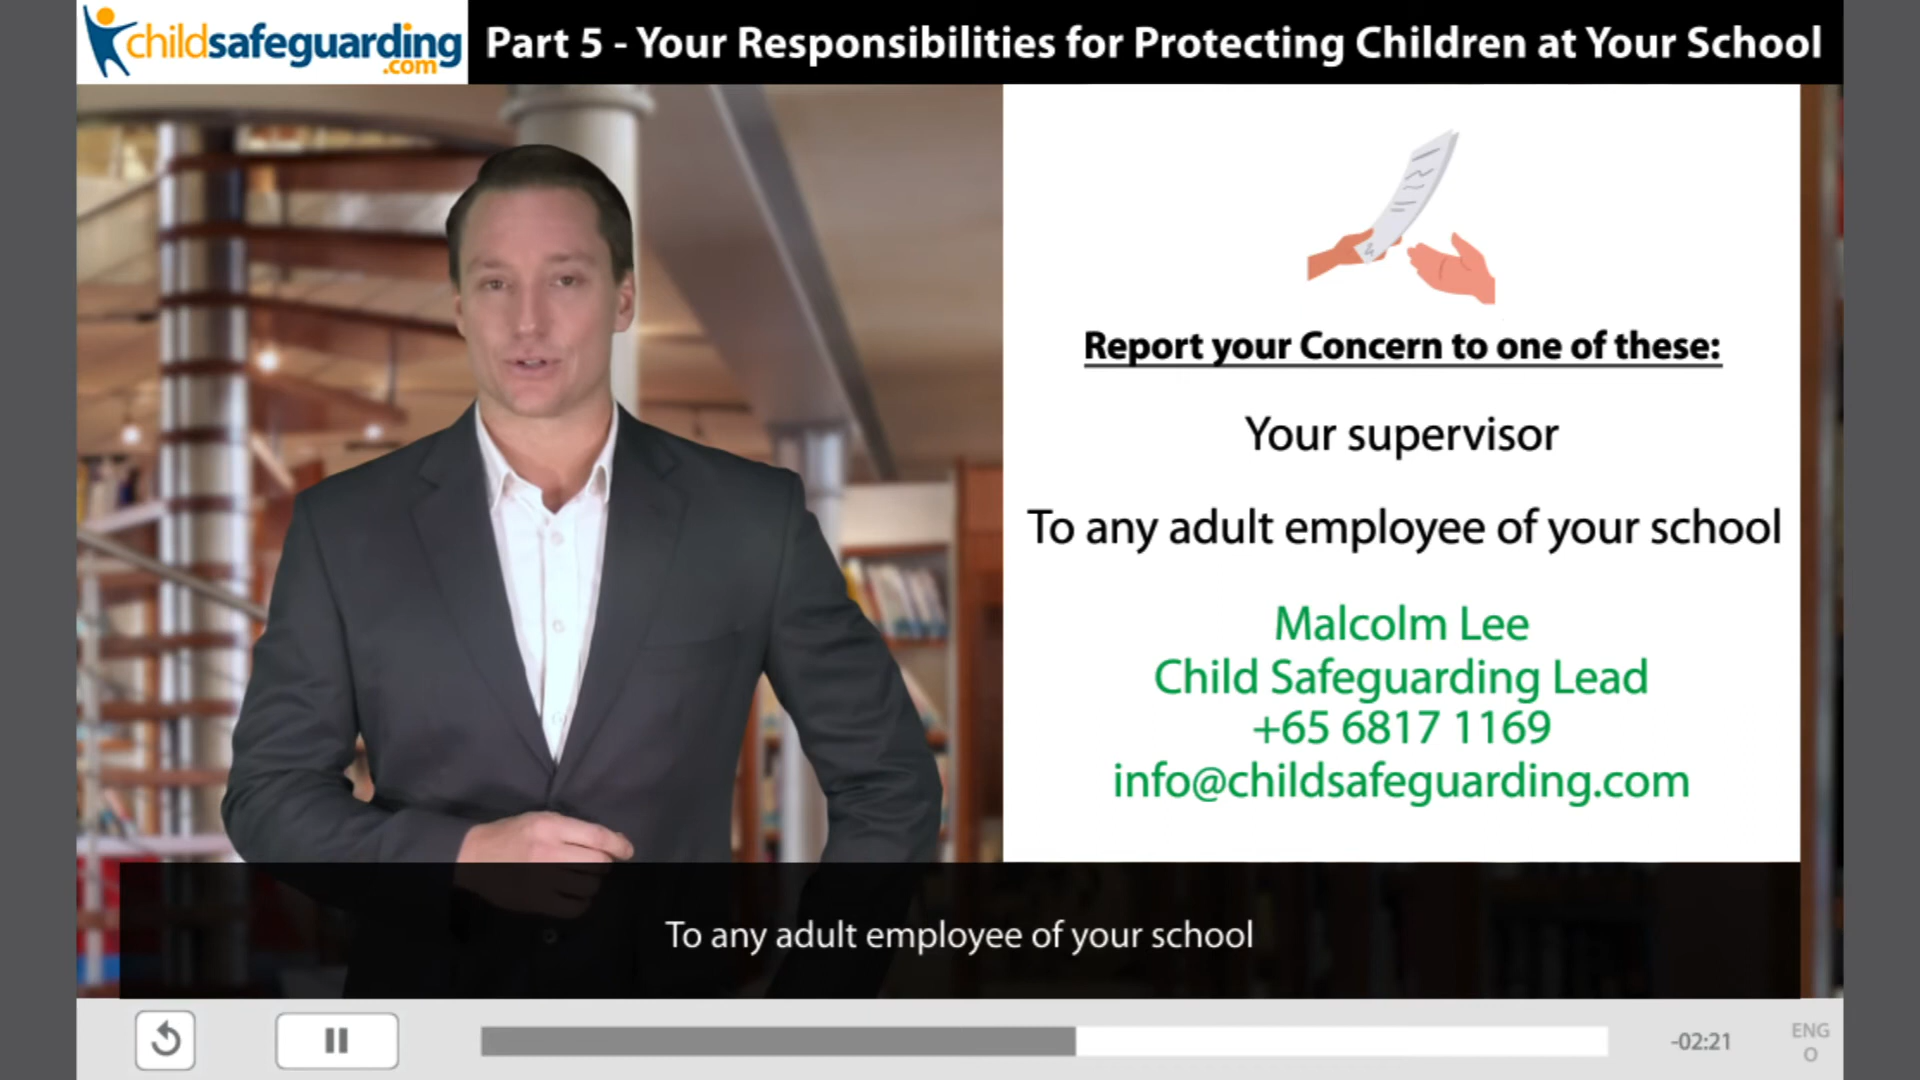 childsafeguarding
.com
Part 5 - Your Responsibilities for Protecting Children at Your School
Report your Concern to one of these:
Your supervisor
To any adult employee of your school
Malcolm Lee
Child Safeguarding Lead
+65 6817 1169
info@childsafeguarding.com
To any adult employee of your school
-02:21
ENG
O